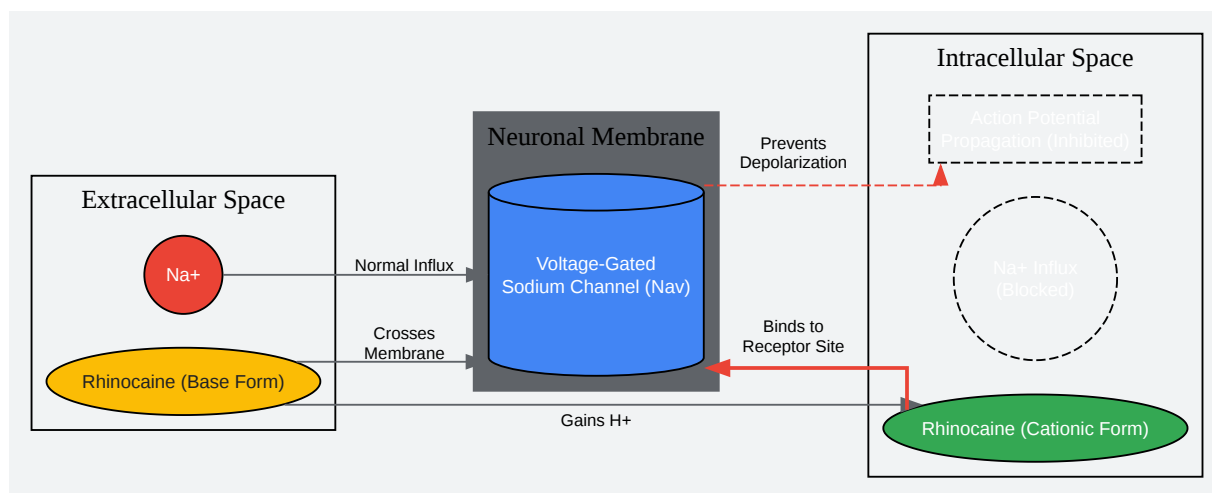 Intracellular Space
Action Potential
Propagation (Inhibited)
Neuronal Membrane
Prevents
Depolarization
Extracellular Space
Na+
Normal Influx
Voltage-Gated
Sodium Channel (Nav)
Na+ Influx
(Blocked)
Crosses
Membrane
Binds to
Receptor Site
Rhinocaine (Base Form)
Gains H+
Rhinocaine (Cationic Form)